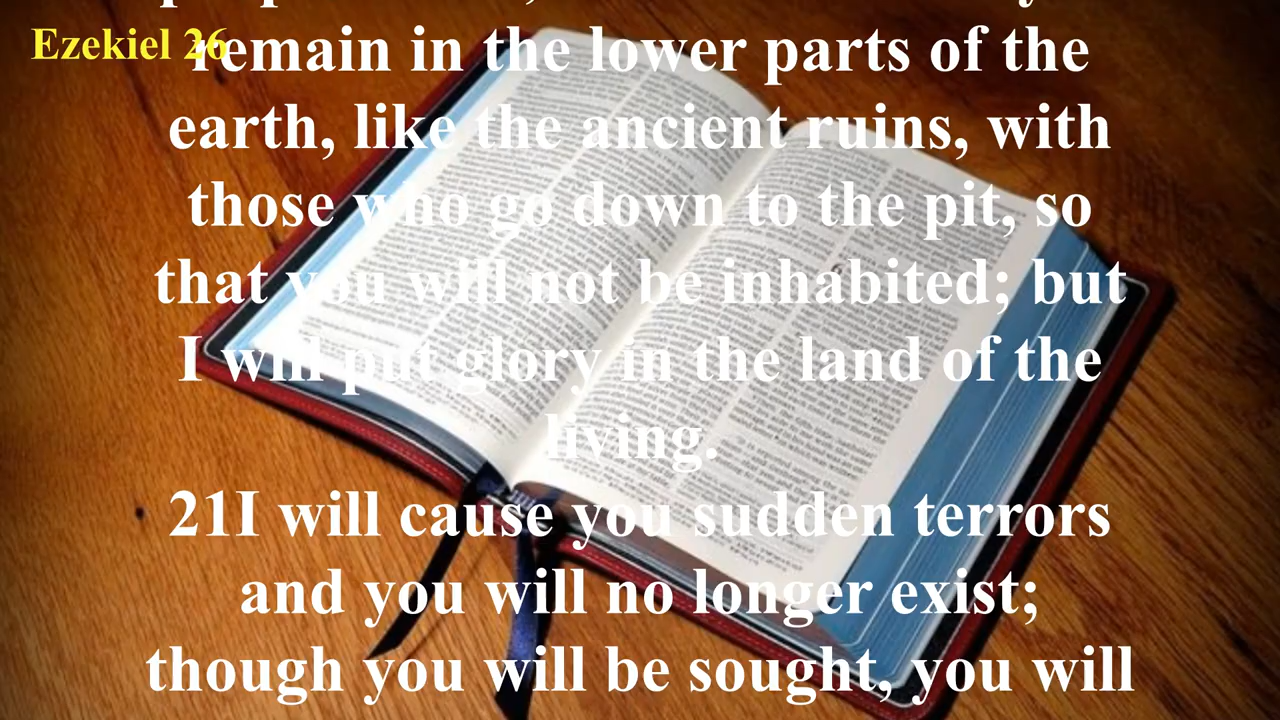 Ezekiel 26
remain in the lower parts of the
earth, like the ancient ruins, with
those who go down to the pit, so
that you will not be inhabited; but
I will put glory in the land of the
living.
21I will cause you sudden terrors
and you will no longer exist;
though you will be sought, you will